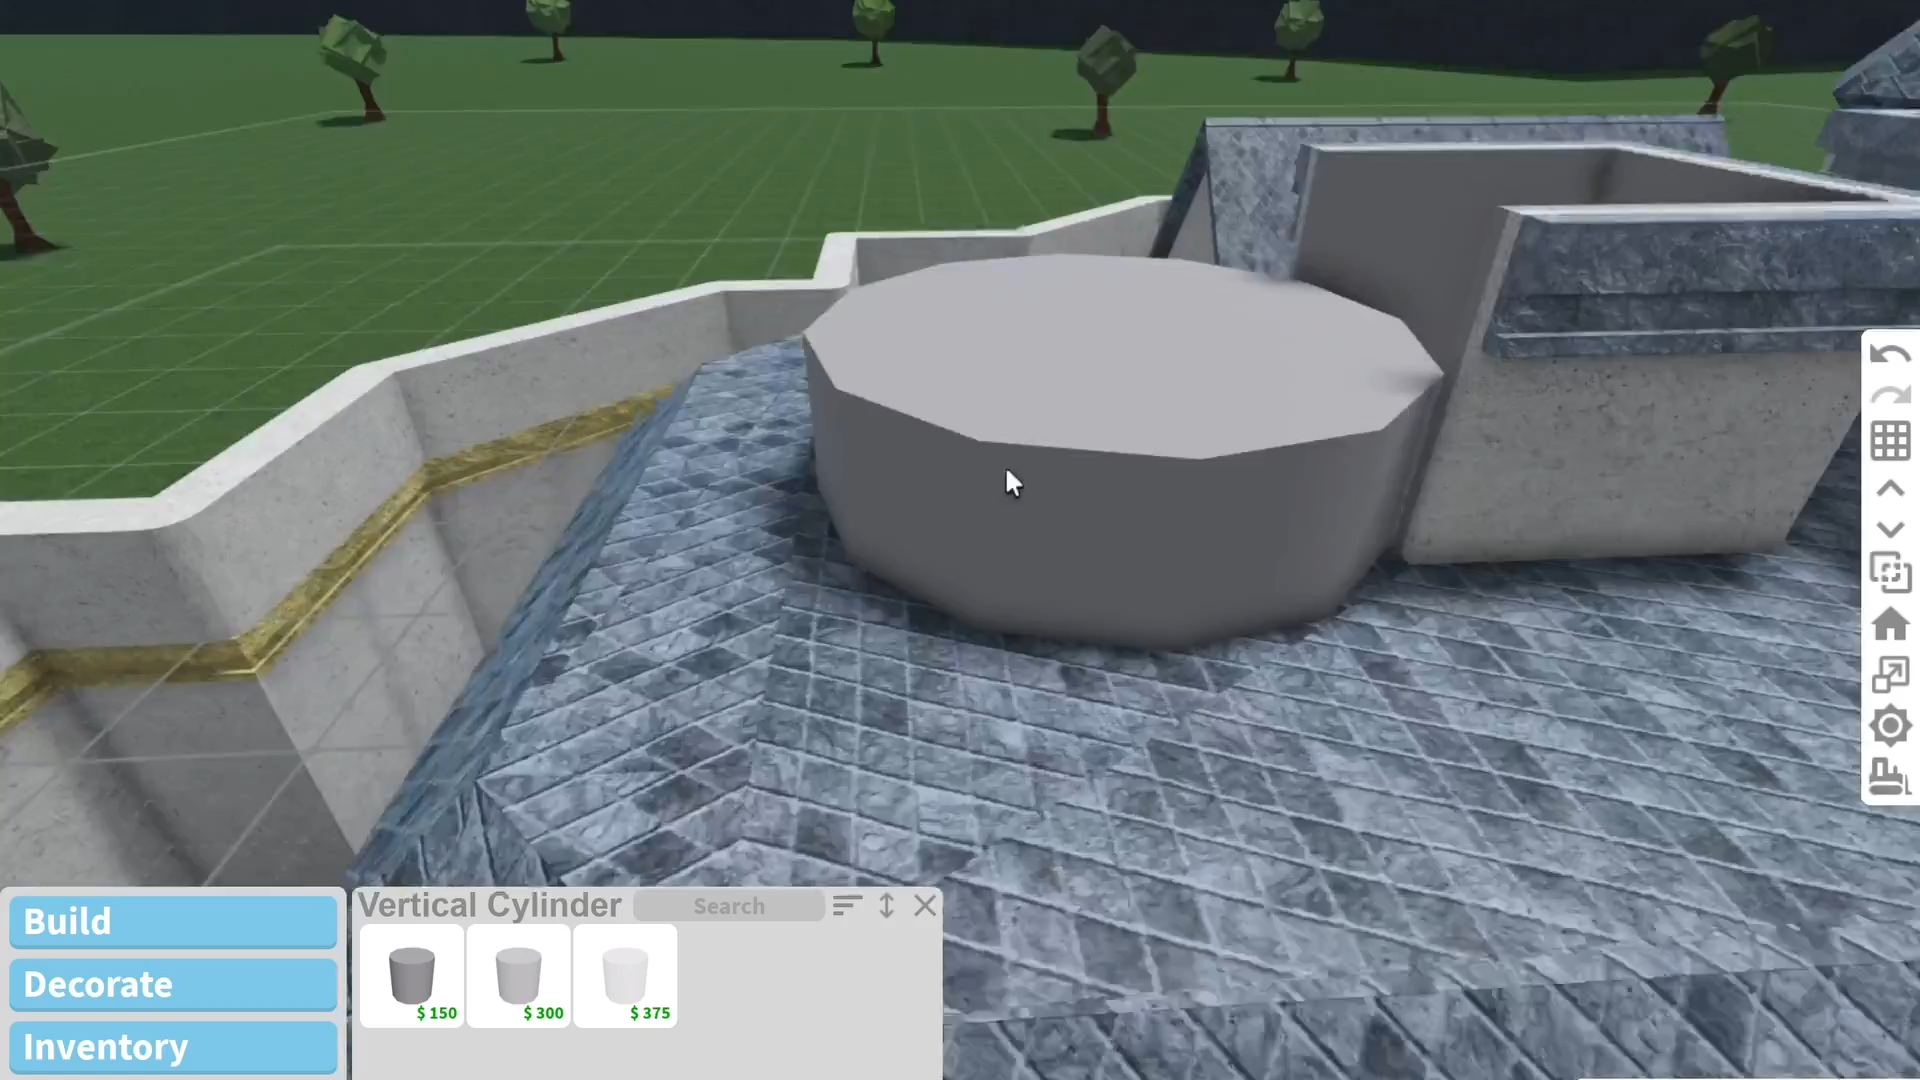 Build
Decorate
Inventory
Vertical Cylinder
Search
$ 150
$ 300
$ 375